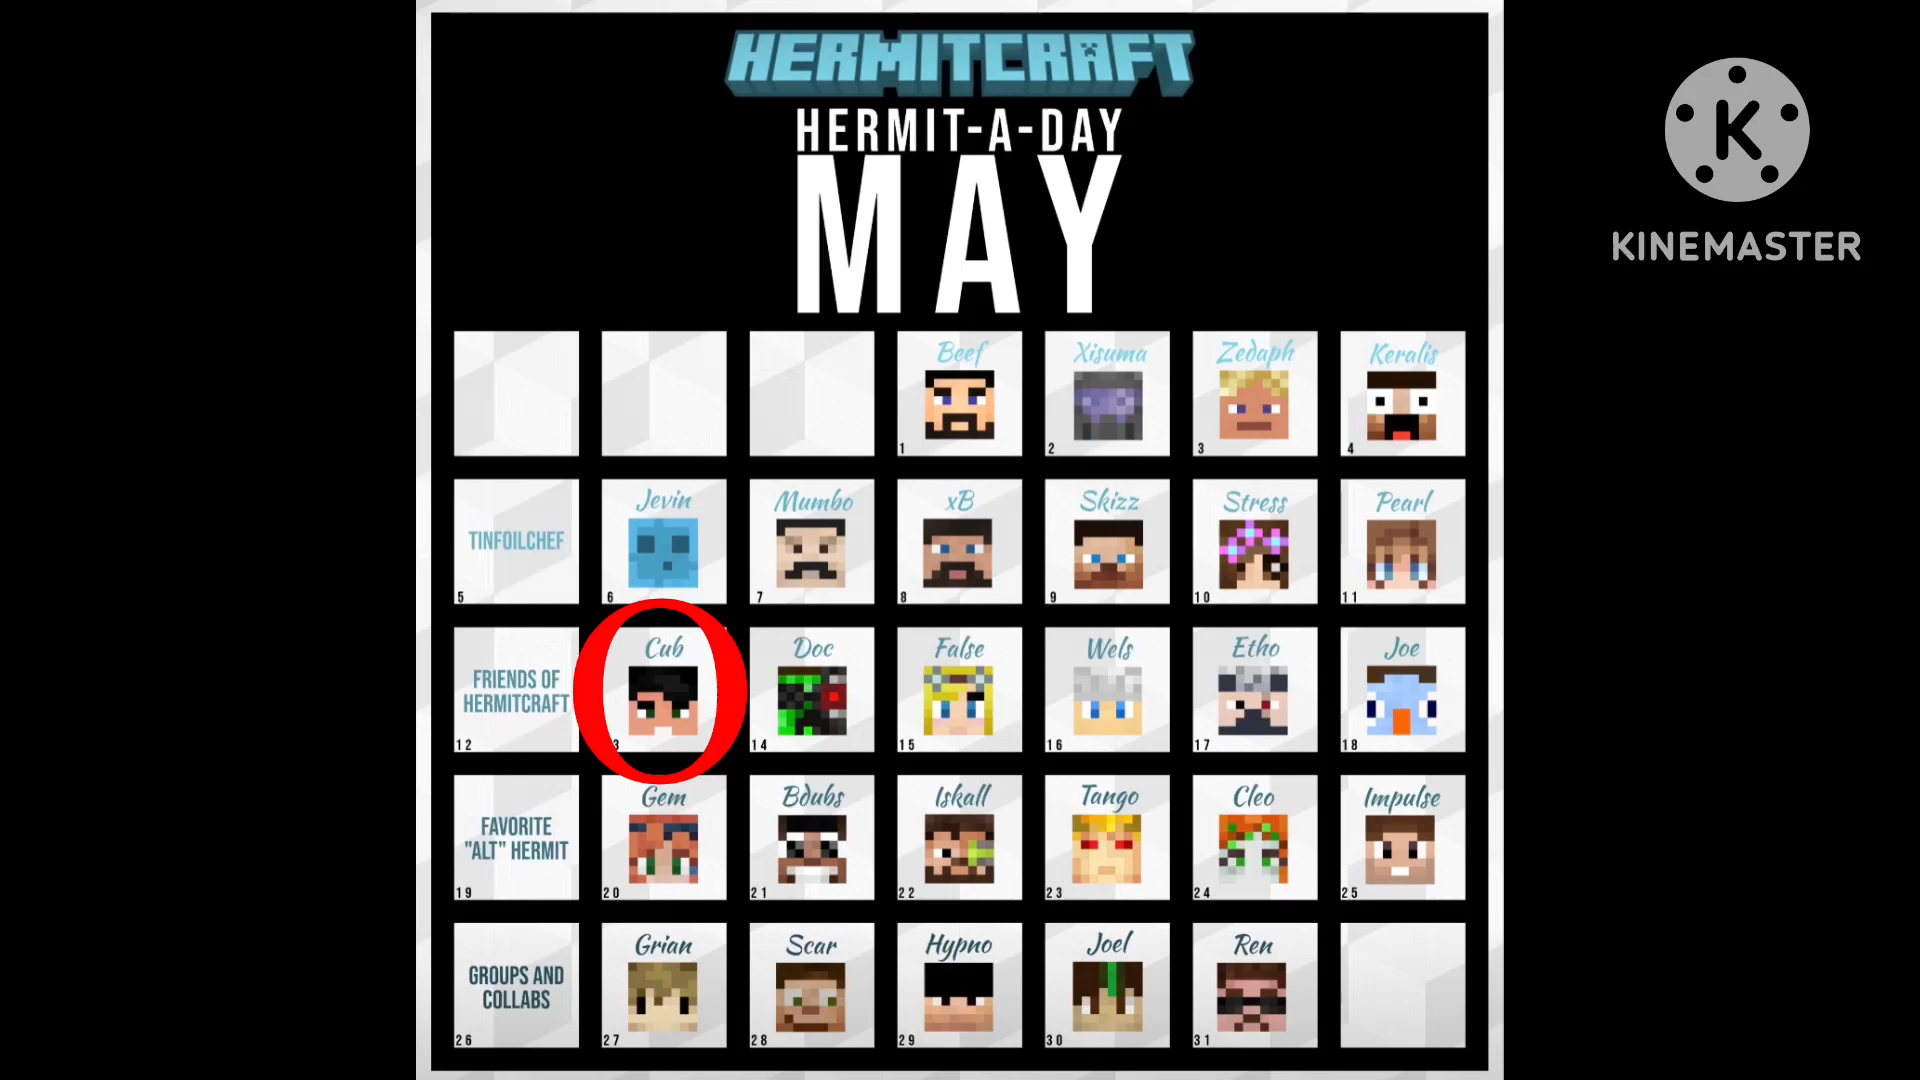 HERMITCRAFT
HERMIT-A-DAY
MAY
K
KINEMASTER
Beef
1
Xisuma
2
Zedaph
3
Keralis
4
TINFOILCHEF
5
Jevin
6
Mumbo
7
xB
8
Skizz
9
Stress
10
Pearl
11
FRIENDS OF
HERMITCRAFT
12
Cub
3
Doc
14
False
15
Wels
16
Etho
17
Joe
18
FAVORITE
"ALT" HERMIT
19
Gem
20
Bdubs
21
Iskall
22
Tango
23
Cleo
24
Impulse
25
GROUPS AND
COLLABS
26
Grian
27
Scar
28
Hypno
29
Joel
30
Ren
31